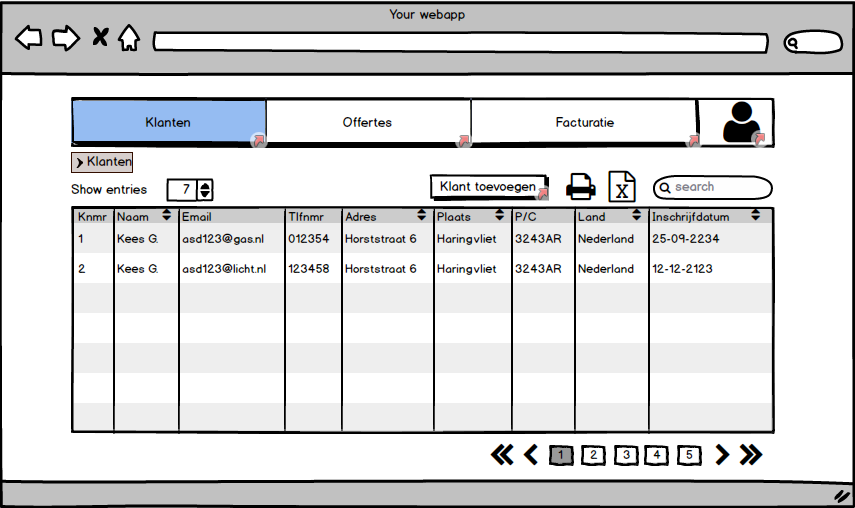 Your webapp
Klanten Offertes Facturatie
Klanten
Show entries 7 Klant toevoegen X search
Knmr Naam Email Tlfnmr Adres Plaats P/C Land Inschrijfdatum
1 Kees G. asd123@gas.nl 012354 Horststraat 6 Haringvliet 3243AR Nederland 25-09-2234
2 Kees G. asd123@licht.nl 123458 Horststraat 6 Haringvliet 3243AR Nederland 12-12-2123
1 2 3 4 5